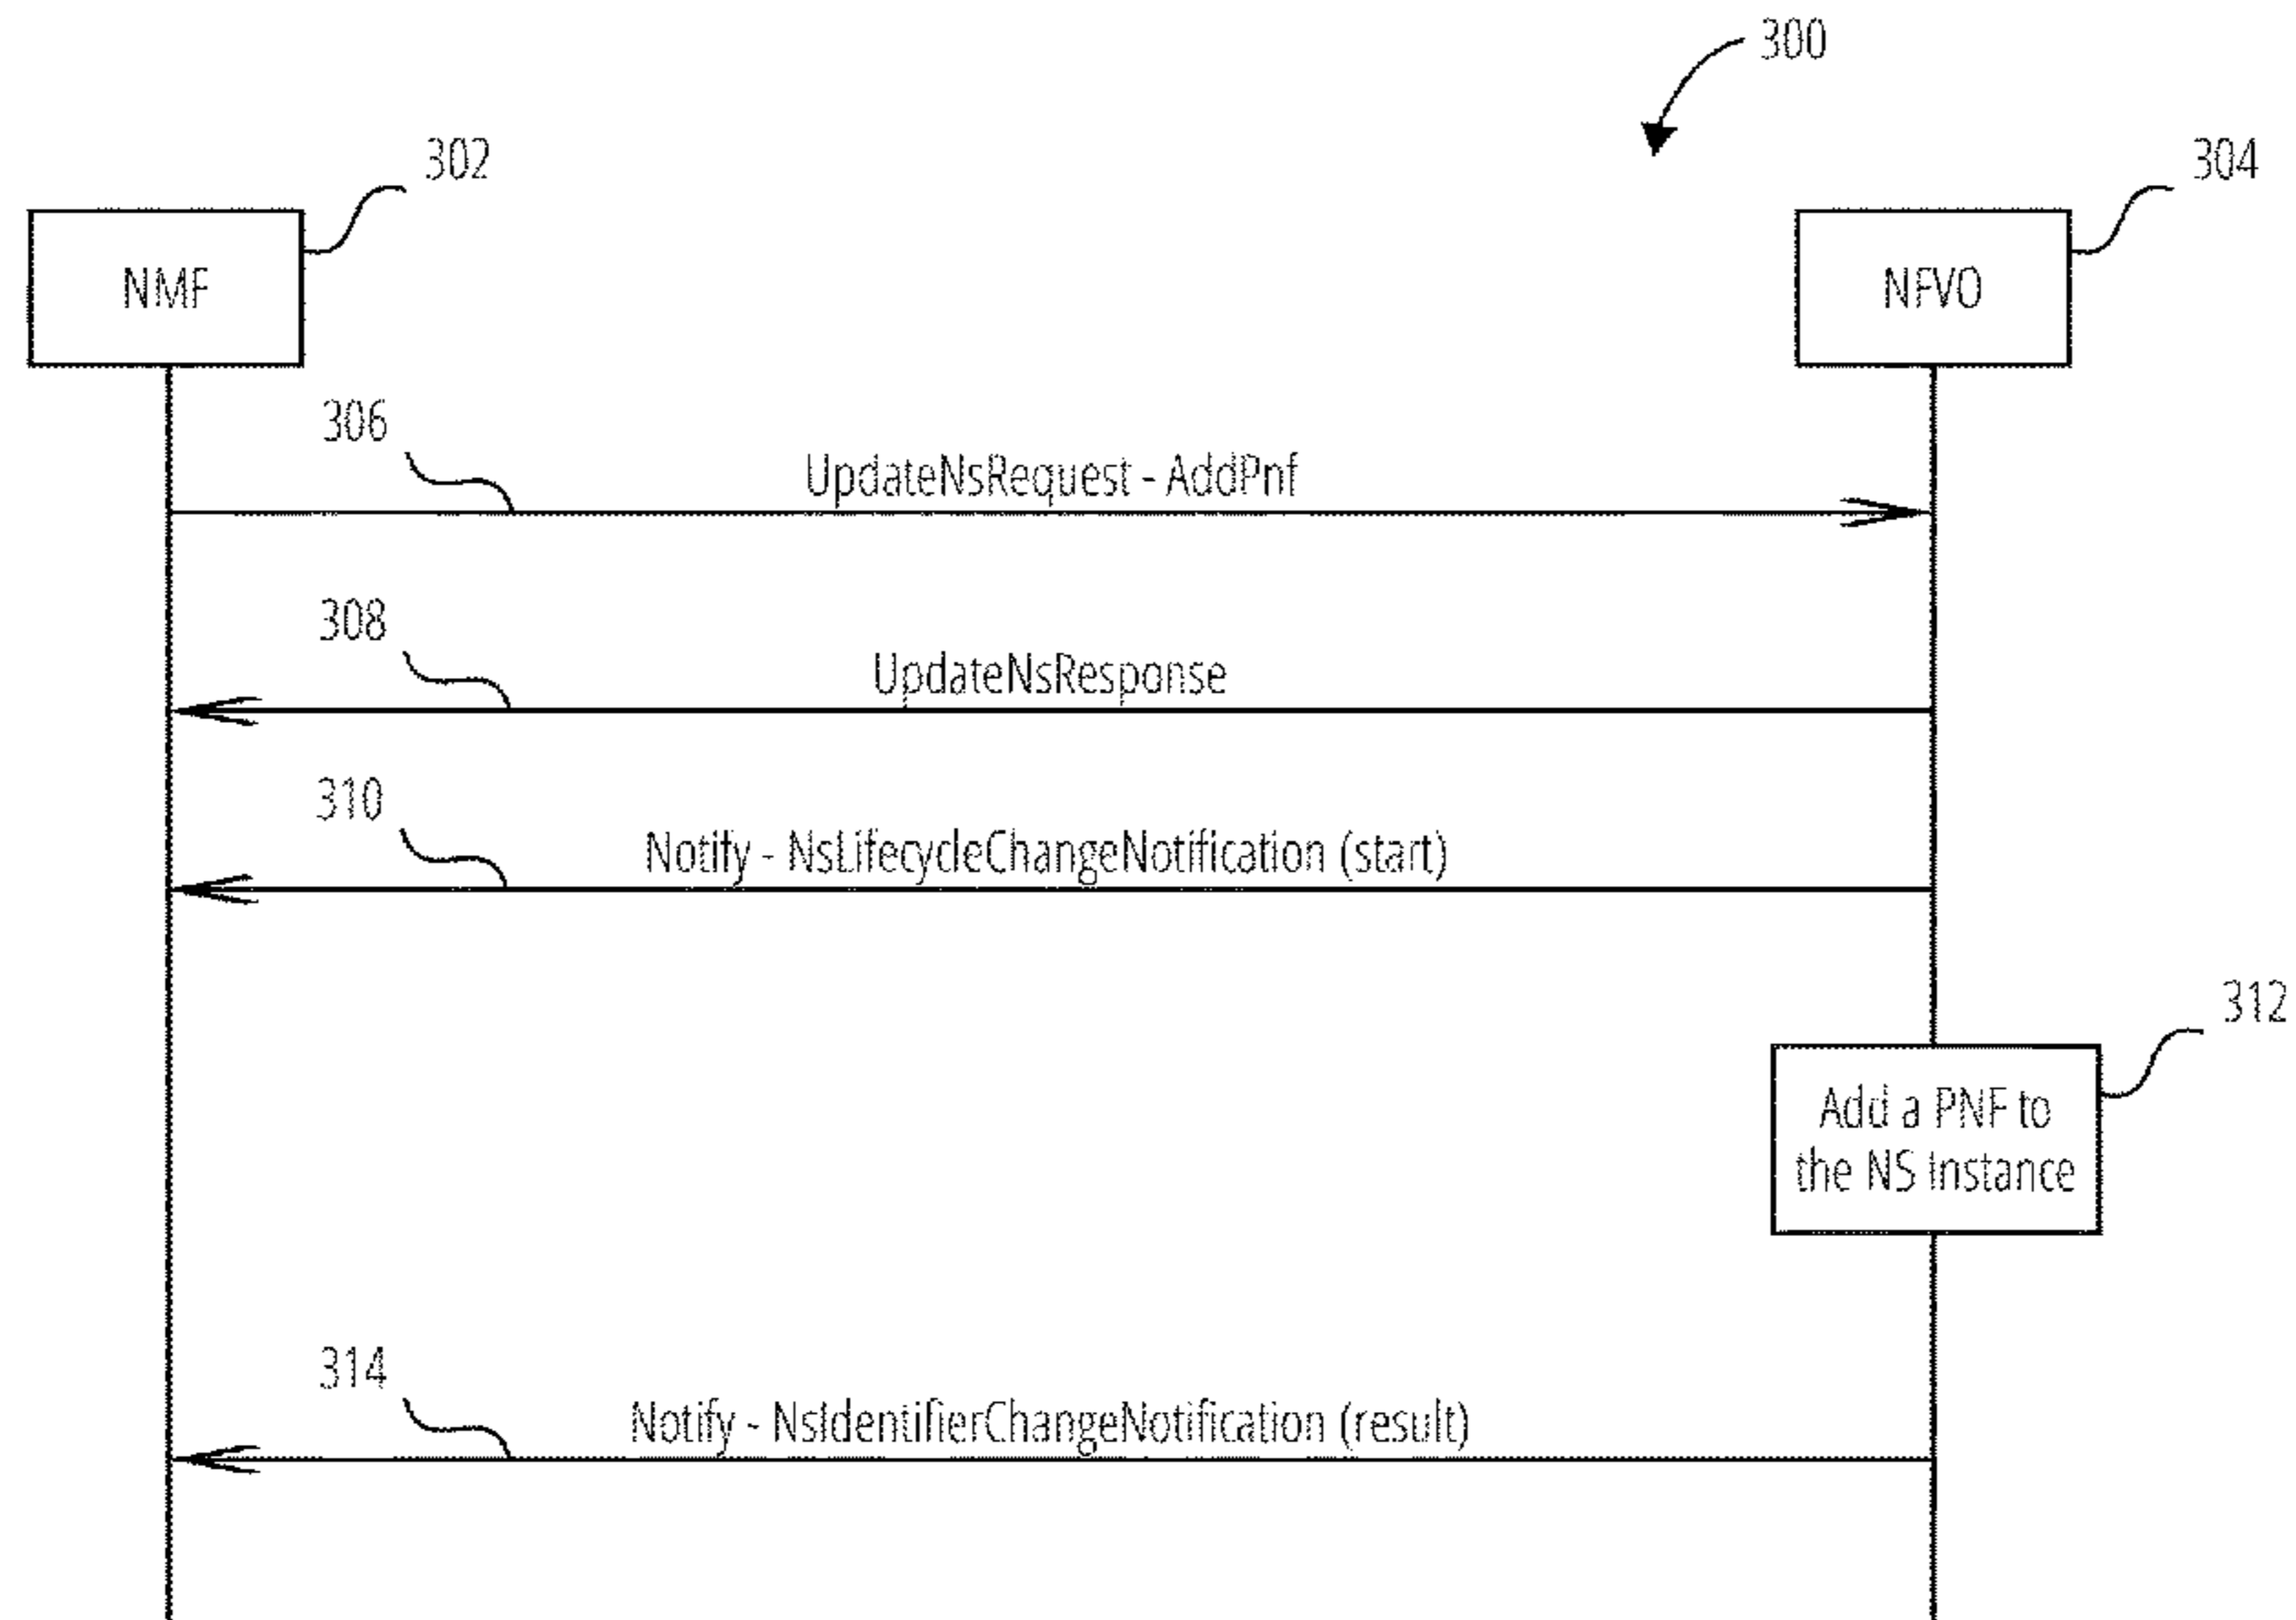 300
302
304
NMF
NFVO
306
UpdateNsRequest - AddPnf
308
UpdateNsResponse
310
Notify - NsLifecycleChangeNotification (start)
312
Add a PNF to
the NS instance
314
Notify - NsIdentifierChangeNotification (result)